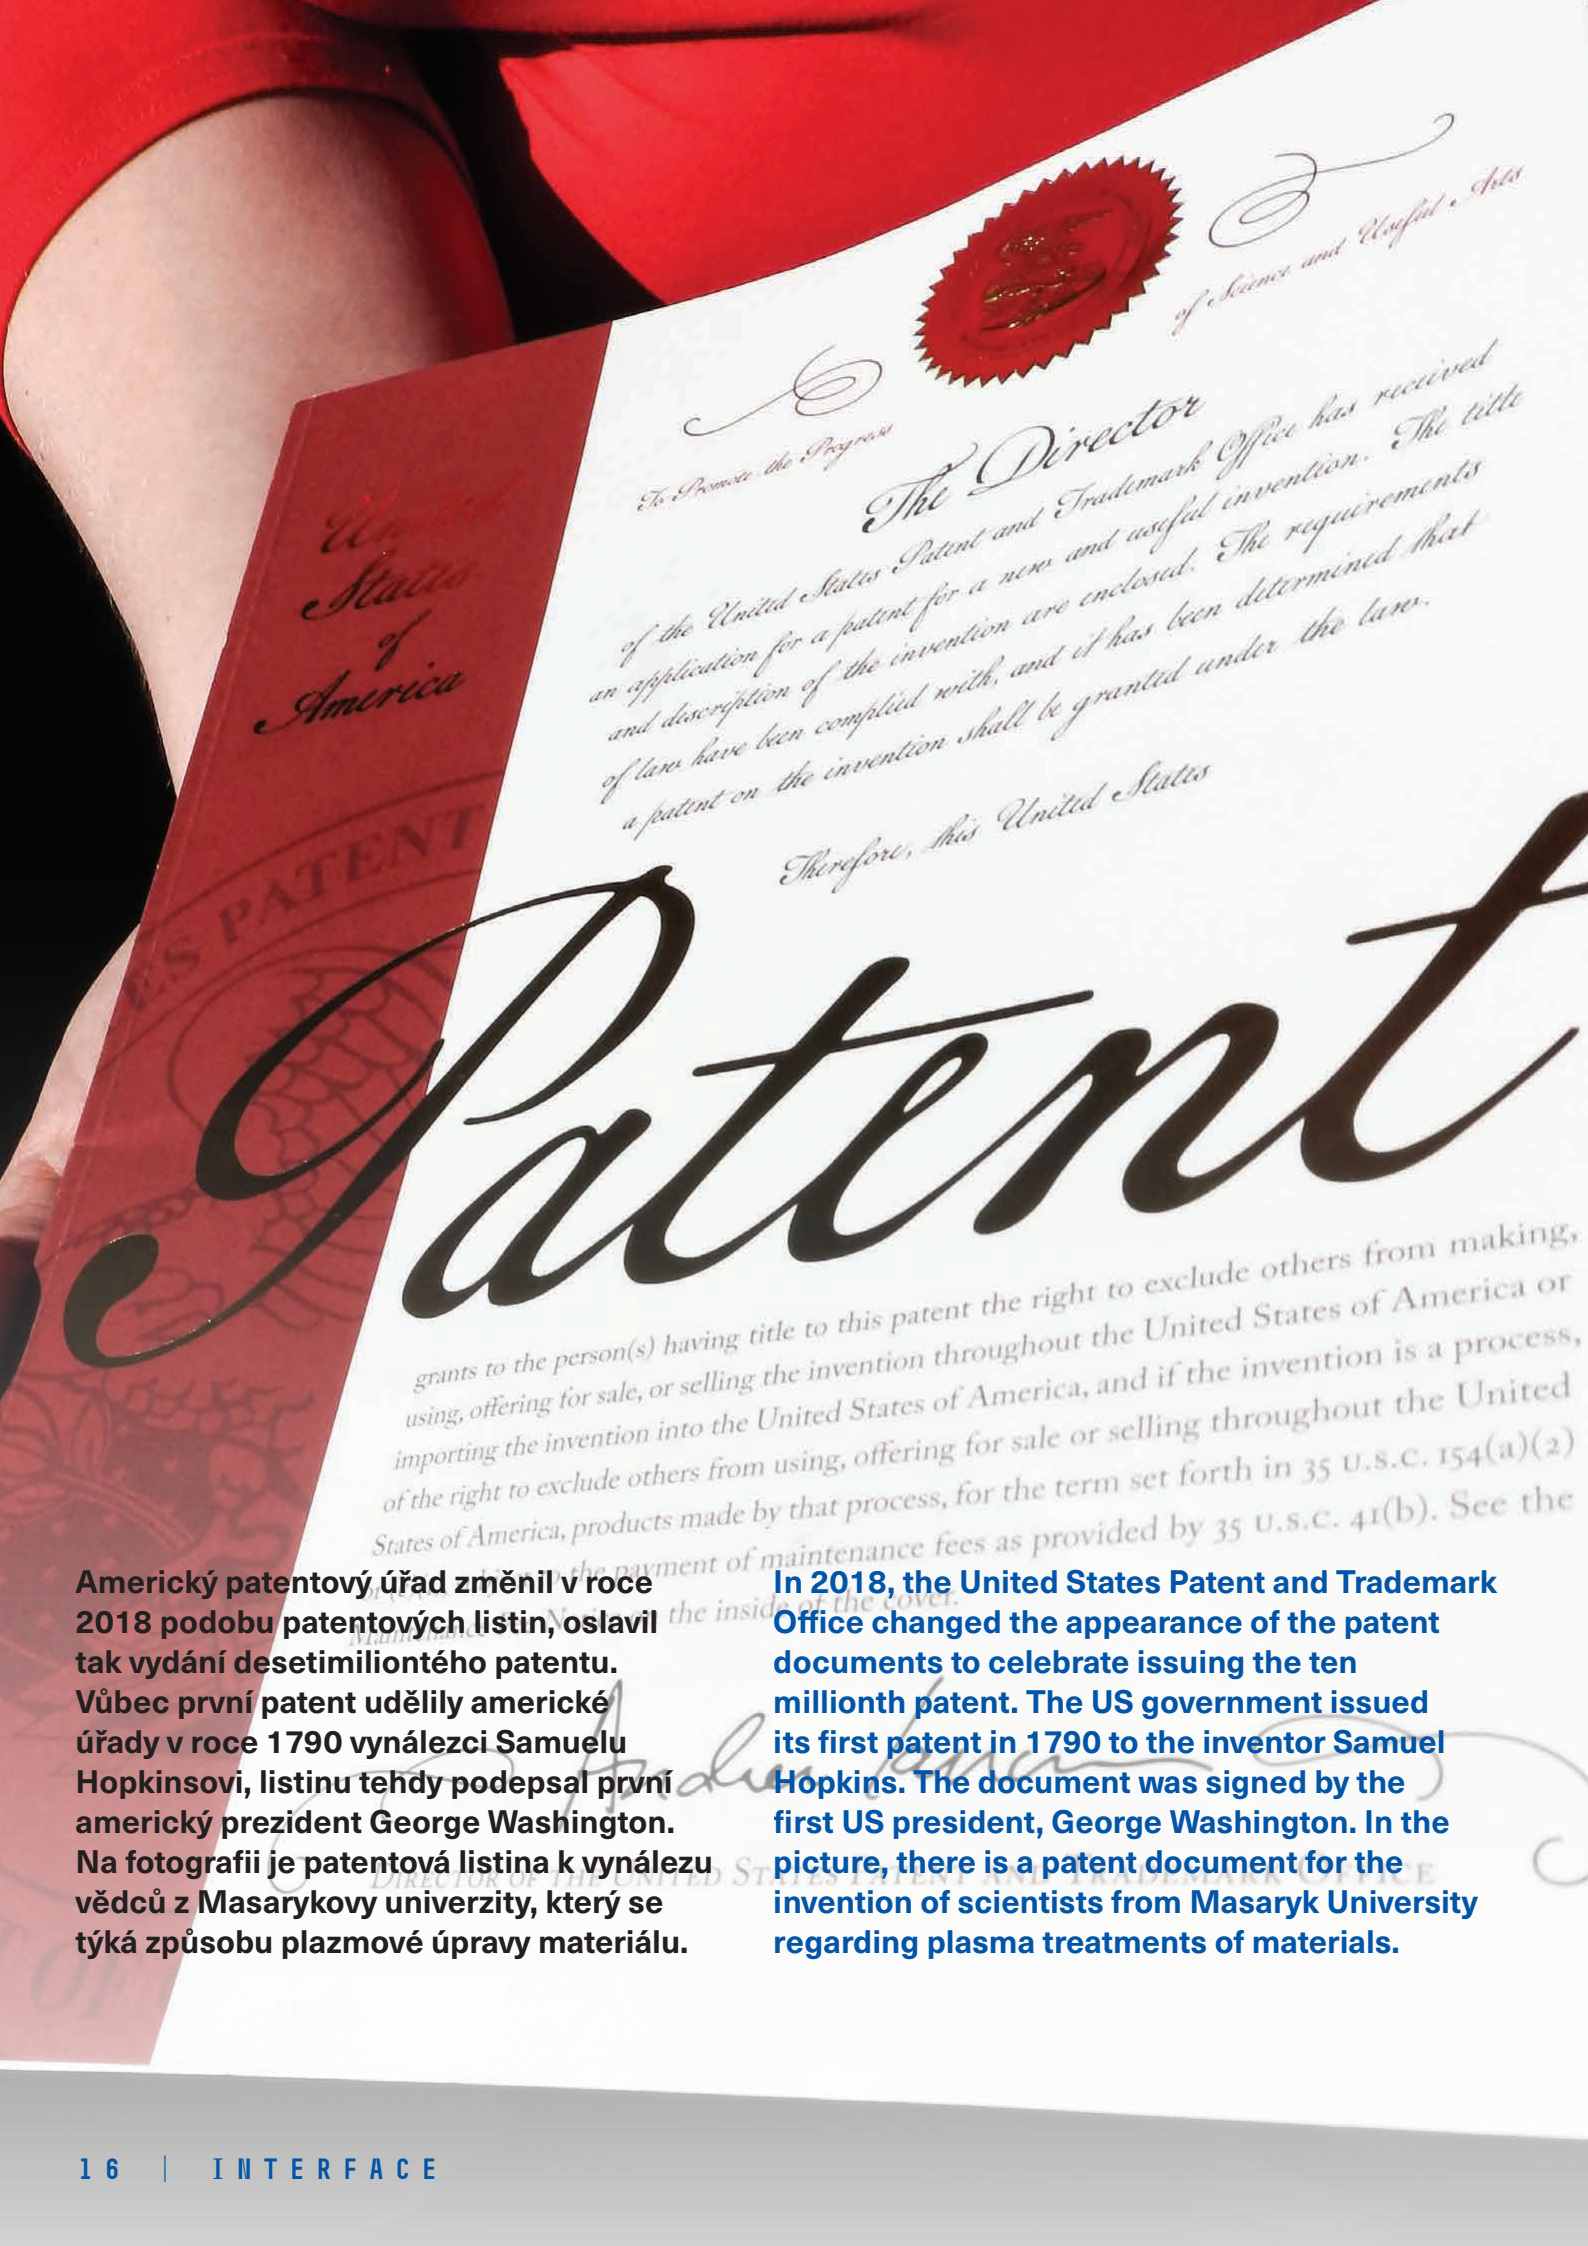 To Promote the Progress
of Science and Useful Arts
The Director
of the United States Patent and Trademark Office has received
an application for a patent for a new and useful invention. The title
and description of the invention are enclosed. The requirements
of law have been complied with, and it has been determined that
a patent on the invention shall be granted under the law.
Therefore, this United States
United
States
of
America
ES PATENT
Patent
grants to the person(s) having title to this patent the right to exclude others from making,
using, offering for sale, or selling the invention throughout the United States of America or
importing the invention into the United States of America, and if the invention is a process,
of the right to exclude others from using, offering for sale or selling throughout the United
States of America, products made by that process, for the term set forth in 35 U.S.C. 154(a)(2)
the payment of maintenance fees as provided by 35 U.S.C. 41(b). See the
Maintenance Notice the inside of the cover.
DIRECTOR OF THE UNITED STATES PATENT AND TRADEMARK OFFICE
T OF
Americký patentový úřad změnil v roce
2018 podobu patentových listin, oslavil
tak vydání desetimiliontého patentu.
Vůbec první patent udělily americké
úřady v roce 1790 vynálezci Samuelu
Hopkinsovi, listinu tehdy podepsal první
americký prezident George Washington.
Na fotografii je patentová listina k vynálezu
vědců z Masarykovy univerzity, který se
týká způsobu plazmové úpravy materiálu.
In 2018, the United States Patent and Trademark
Office changed the appearance of the patent
documents to celebrate issuing the ten
millionth patent. The US government issued
its first patent in 1790 to the inventor Samuel
Hopkins. The document was signed by the
first US president, George Washington. In the
picture, there is a patent document for the
invention of scientists from Masaryk University
regarding plasma treatments of materials.
16 | INTERFACE